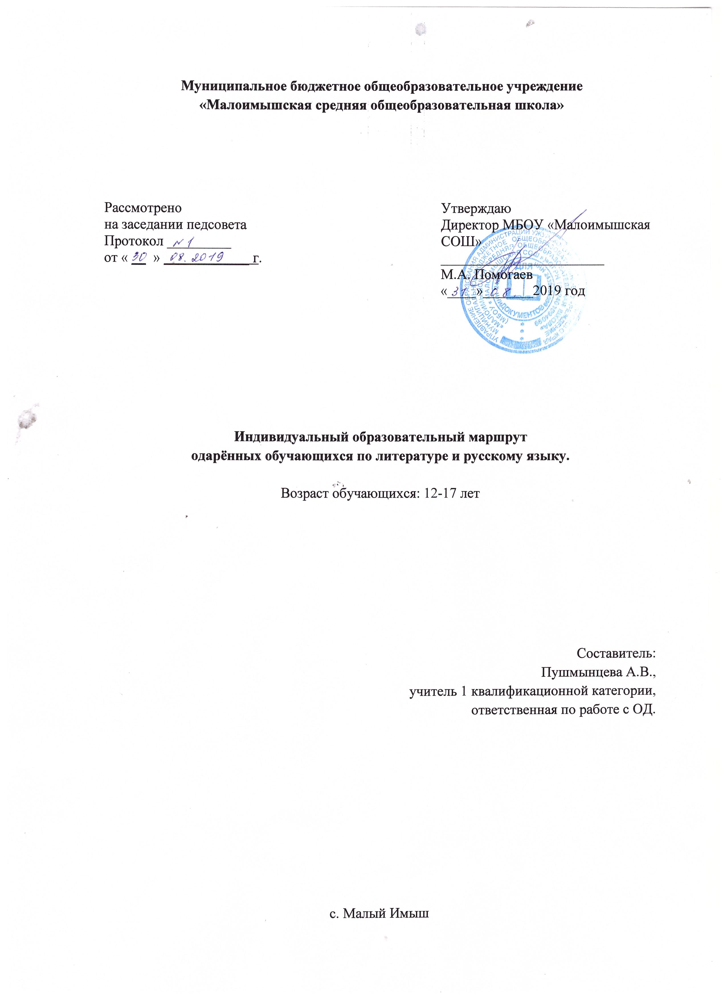 Муниципальное бюджетное общеобразовательное учреждение
«Малоимышская средняя общеобразовательная школа»
Рассмотрено
на заседании педсовета
Протокол №1
от « 30 » 08.2019 г.
Утверждаю
Директор МБОУ «Малоимышская
СОШ»
М.А. Помогаев
« 31 » 08. 2019 год
ДЛЯ
ДОКУМЕНТОВ
Индивидуальный образовательный маршрут
одарённых обучающихся по литературе и русскому языку.
Возраст обучающихся: 12-17 лет
Составитель:
Пушмынцева А.В.,
учитель 1 квалификационной категории,
ответственная по работе с ОД.
с. Малый Имыш